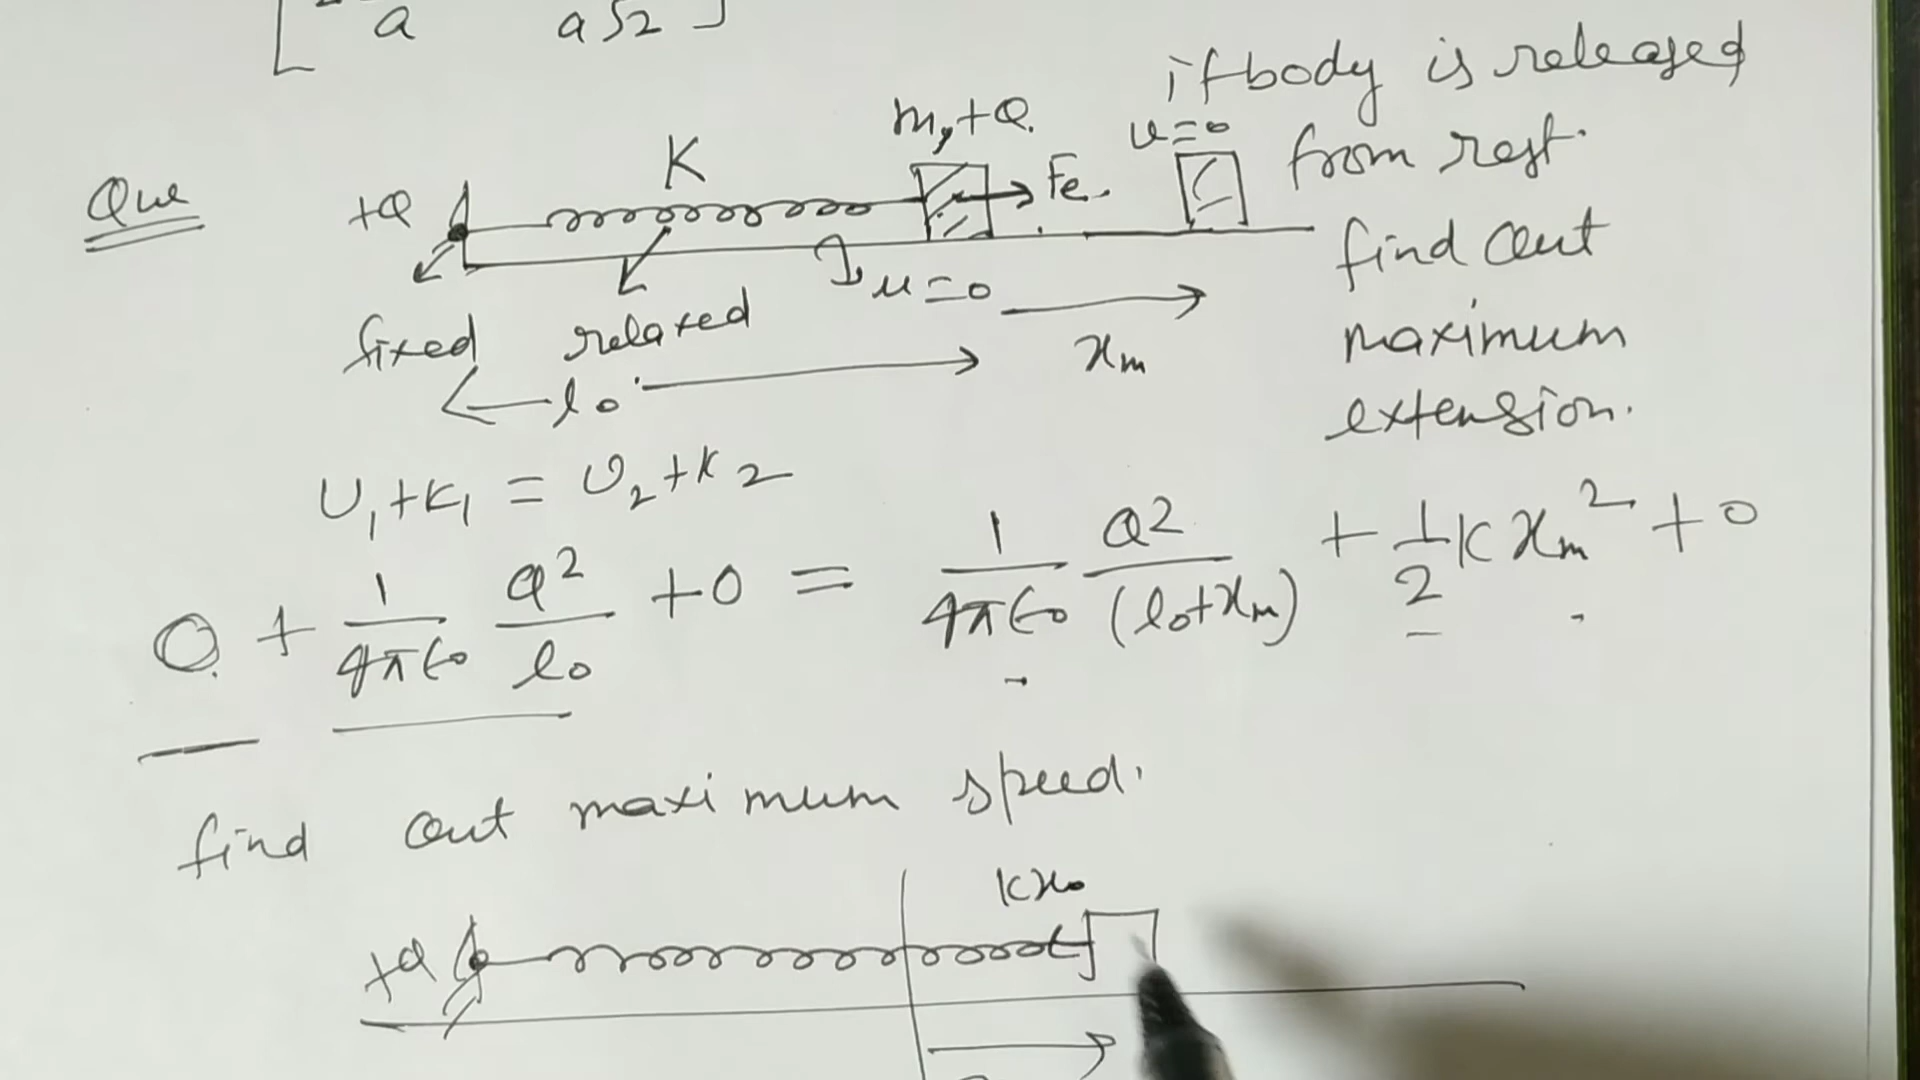 a a√2
if body is released
m, +Q.
v=0
from rest.
K
Fe.
Que
+Q
find out
μ=0
fixed
relaxed
maximum
xm
l0
extension.
U1+K1 = U2+K2
0 + 1/4πε0 Q²/l0 + 0 = 1/4πε0 Q²/(l0+xm) + 1/2 K xm² + 0
find out maximum speed.
Kx0
+Q